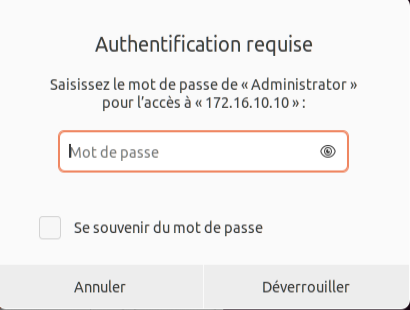 Authentification requise
Saisissez le mot de passe de « Administrator »
pour l’accès à « 172.16.10.10 » :
Mot de passe
Se souvenir du mot de passe
Annuler
Déverrouiller